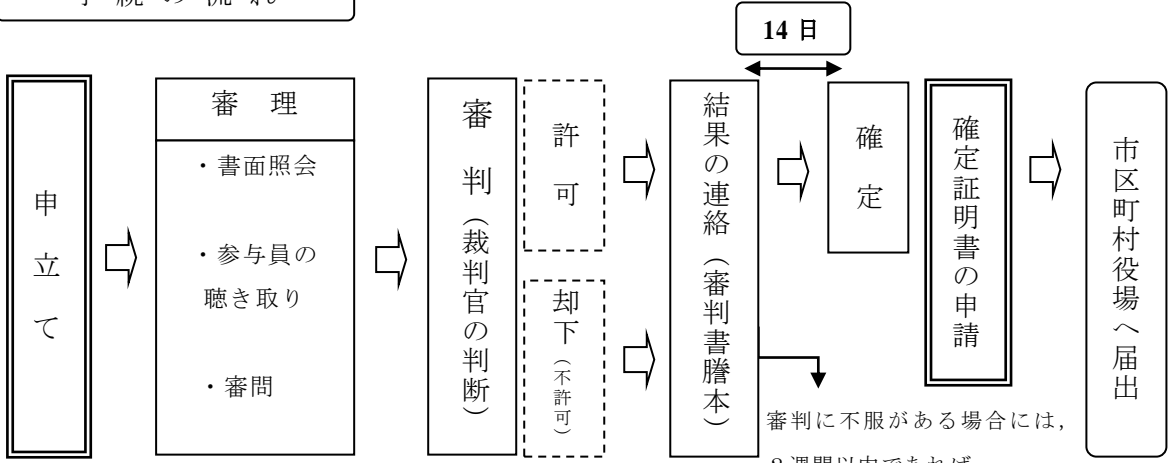 手続の流れ
14日
申立て
審理
・書面照会
・参与員の
聴き取り
・審問
審判（裁判官の判断）
許可
却下（不許可）
結果の連絡（審判書謄本）
確定
確定証明書の申請
市区町村役場へ届出
審判に不服がある場合には，
２週間以内であれば